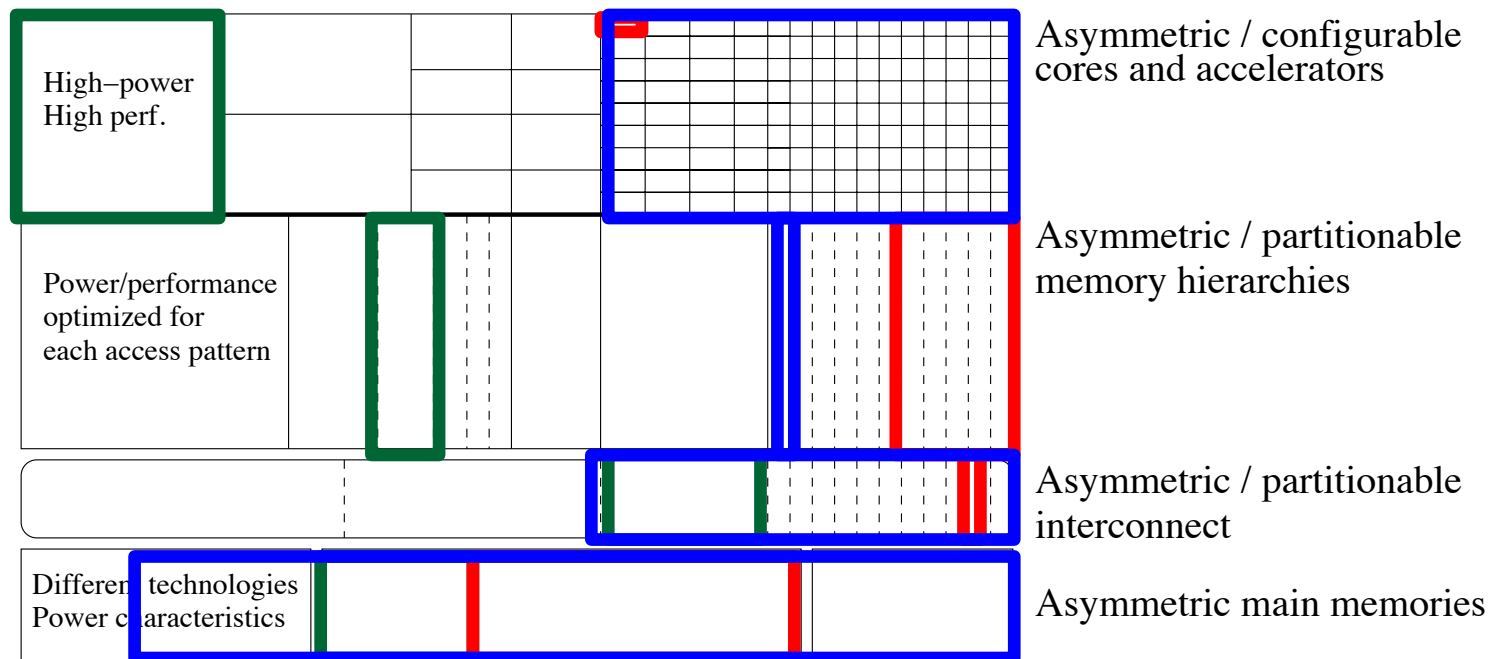 High–power
High perf.
Asymmetric / configurable
cores and accelerators
Power/performance
optimized for
each access pattern
Asymmetric / partitionable
memory hierarchies
Asymmetric / partitionable
interconnect
Different technologies
Power characteristics
Asymmetric main memories